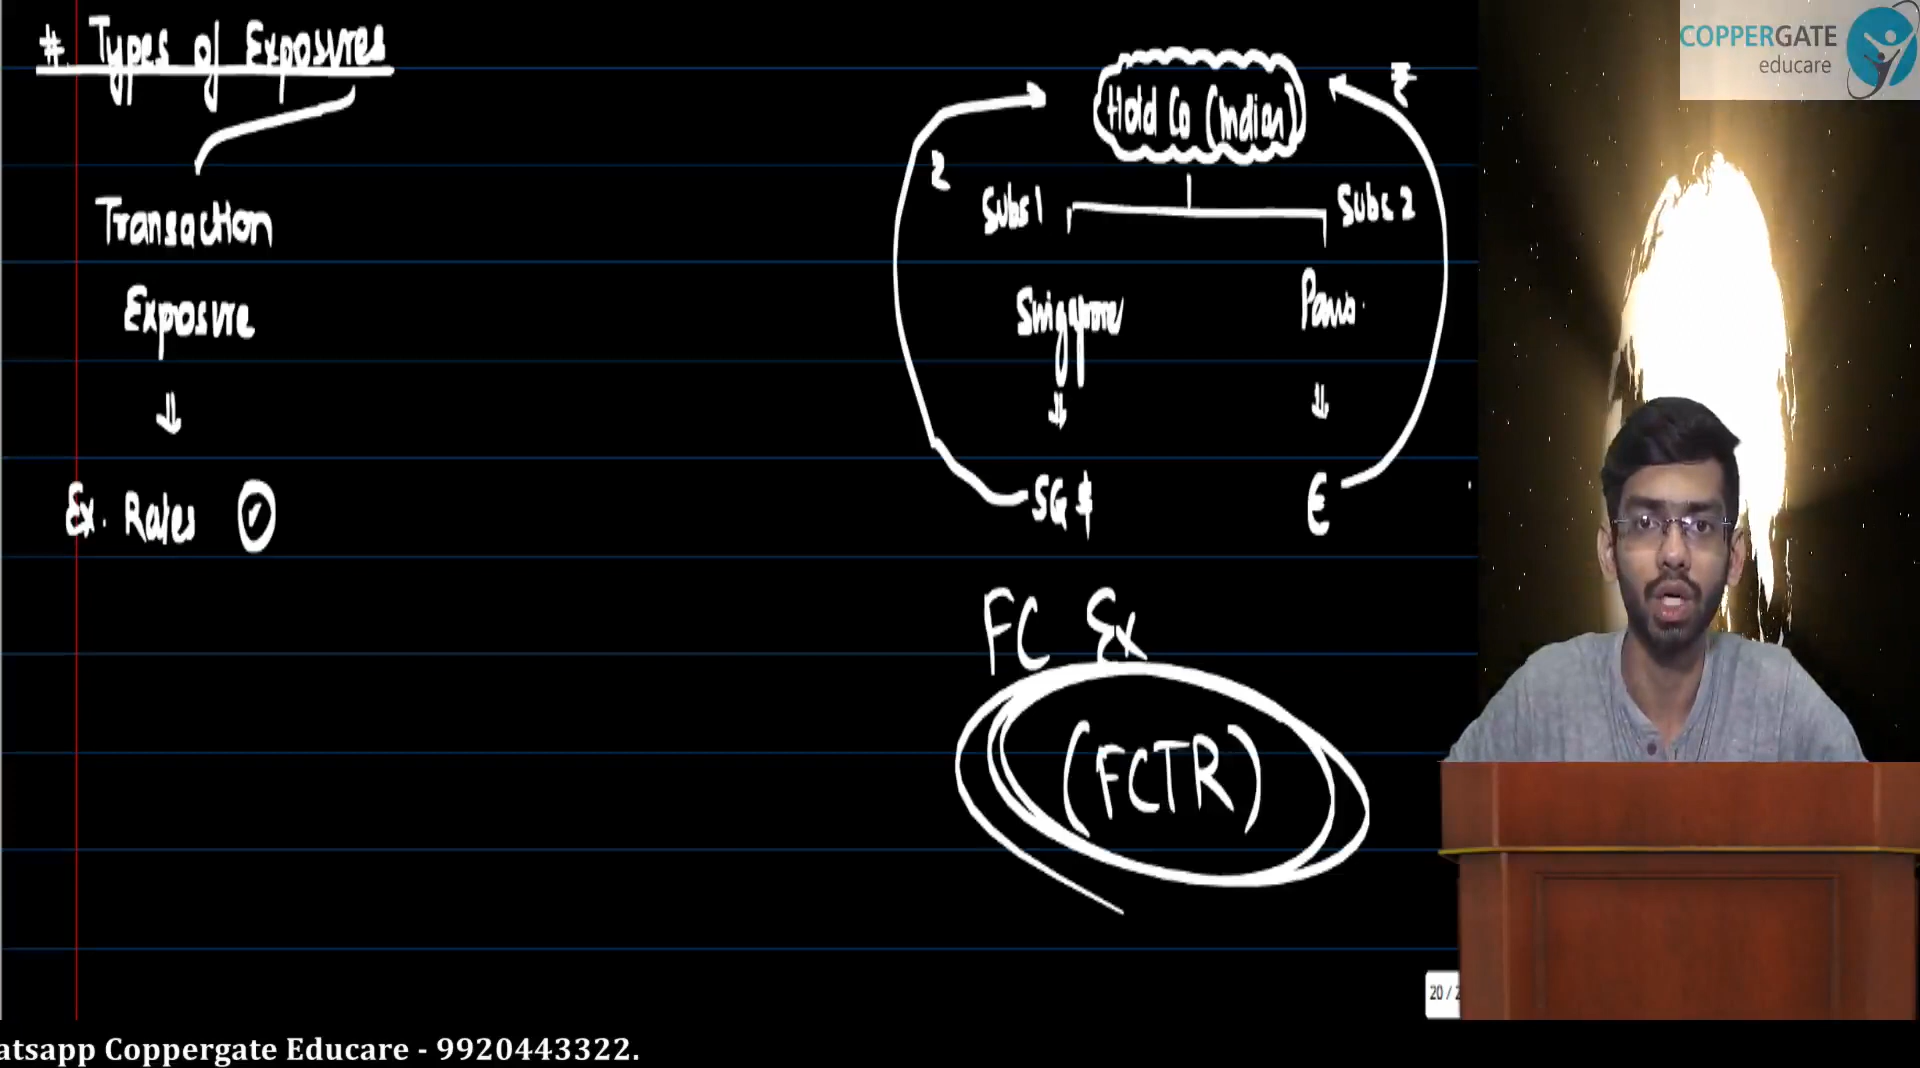 # Types of Exposures
Transaction
Exposure
⇓
Ex. Rates ✓
₹
Hold Co (Indian)
Subs 1
Subs 2
Singapore
Paris
⇓ ⇓
SG $
€
FC Ex
(FCTR)
COPPERGATE
educare
20 / 2
atsapp Coppergate Educare - 9920443322.